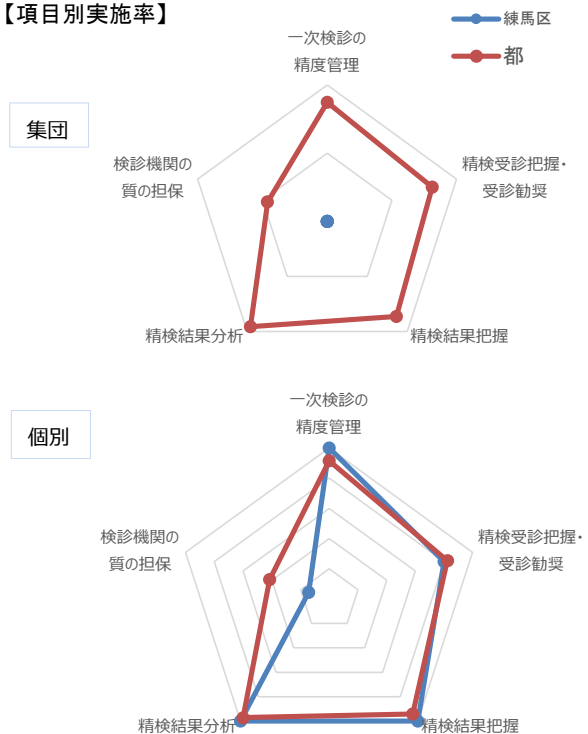 【項目別実施率】
練馬区
都
集団
一次検診の
精度管理
精検受診把握・
受診勧奨
精検結果把握
精検結果分析
検診機関の
質の担保
個別
一次検診の
精度管理
精検受診把握・
受診勧奨
精検結果把握
精検結果分析
検診機関の
質の担保